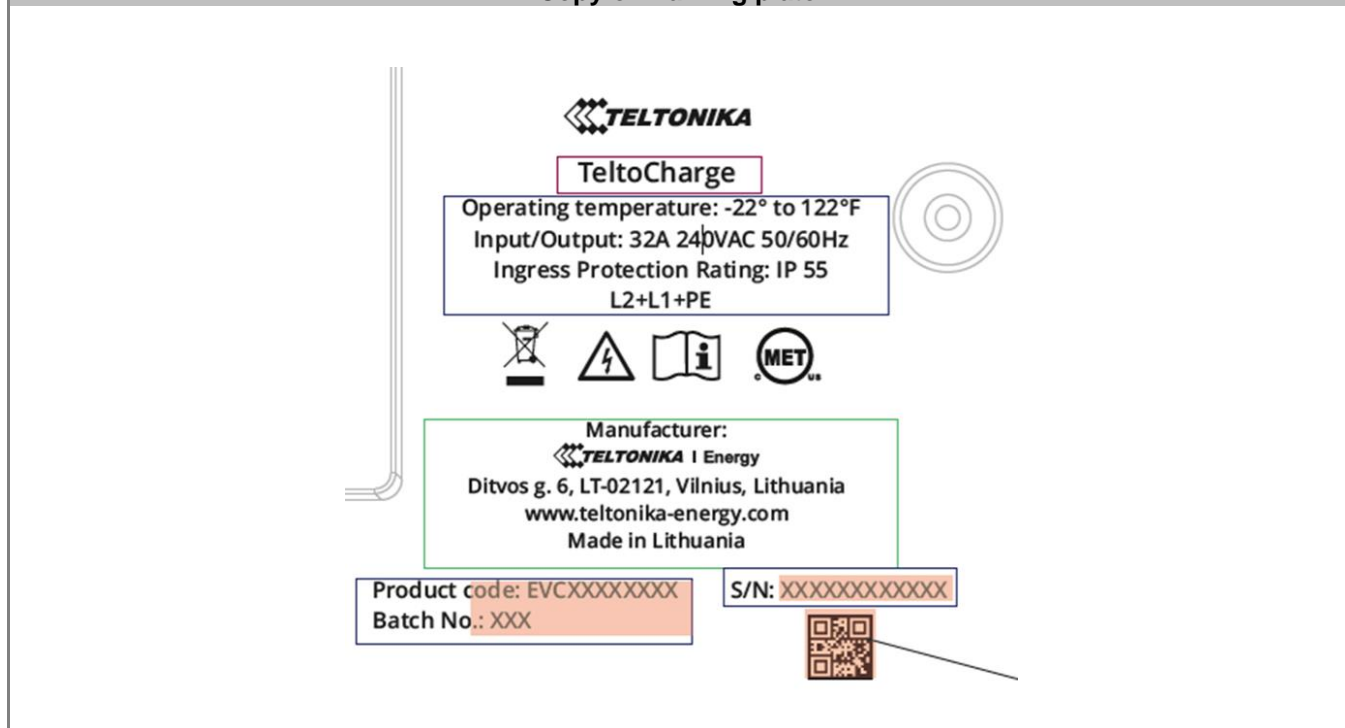 TELTONIKA
TeltoCharge
Operating temperature: -22° to 122°F
Input/Output: 32A 240VAC 50/60Hz
Ingress Protection Rating: IP 55
L2+L1+PE
c MET us
Manufacturer:
TELTONIKA | Energy
Ditvos g. 6, LT-02121, Vilnius, Lithuania
www.teltonika-energy.com
Made in Lithuania
Product code: EVCXXXXXXXX
S/N: XXXXXXXXXXXX
Batch No.: XXX